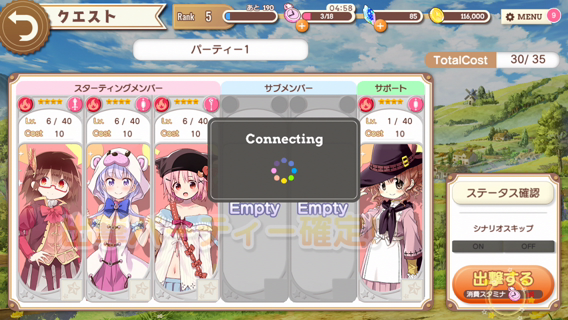 クエスト
Rank 5
あと 190
04:58
3/18
85
116,000
MENU
パーティー1
TotalCost 30/ 35
スターティングメンバー
サブメンバー
サポート
Lv. 6 / 40
Cost 10
Lv. 6 / 40
Cost 10
Lv. 6 / 40
Cost 10
Lv. 1 / 40
Cost 10
Connecting
Empty
Empty
ティー確定
ステータス確認
シナリオスキップ
ON
OFF
出撃する
消費スタミナ